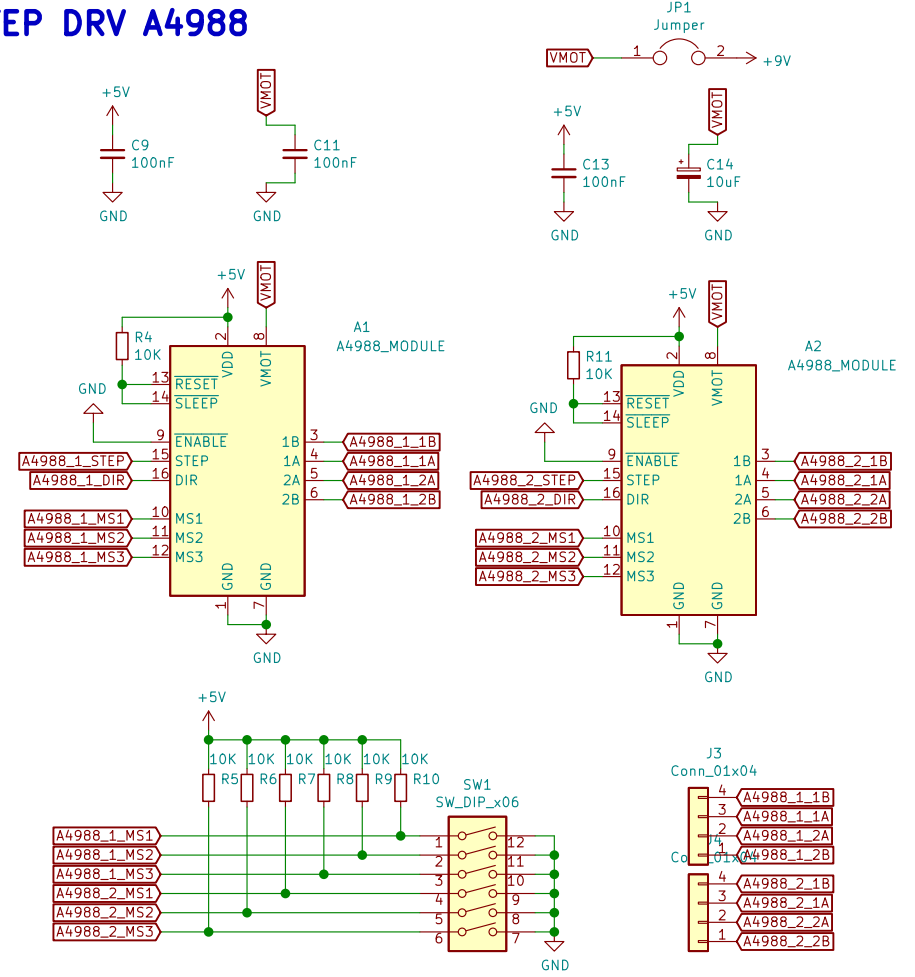 TEP DRV A4988
JP1
Jumper
VMOT
1
2
+9V
+5V
C9
100nF
GND
VMOT
C11
100nF
GND
+5V
C13
100nF
GND
VMOT
+
C14
10uF
GND
+5V
VMOT
R4
10K
GND
A1
A4988_MODULE
2
8
VDD
VMOT
13
RESET
14
SLEEP
9
ENABLE
1B
3
A4988_1_1B
A4988_1_STEP
15
STEP
1A
4
A4988_1_1A
A4988_1_DIR
16
DIR
2A
5
A4988_1_2A
2B
6
A4988_1_2B
A4988_1_MS1
10
MS1
A4988_1_MS2
11
MS2
A4988_1_MS3
12
MS3
GND
GND
1
7
GND
+5V
VMOT
R11
10K
GND
A2
A4988_MODULE
2
8
VDD
VMOT
13
RESET
14
SLEEP
9
ENABLE
1B
3
A4988_2_1B
A4988_2_STEP
15
STEP
1A
4
A4988_2_1A
A4988_2_DIR
16
DIR
2A
5
A4988_2_2A
2B
6
A4988_2_2B
A4988_2_MS1
10
MS1
A4988_2_MS2
11
MS2
A4988_2_MS3
12
MS3
GND
GND
1
7
GND
+5V
10K 10K 10K 10K 10K 10K
R5 R6 R7 R8 R9 R10
SW1
SW_DIP_x06
A4988_1_MS1
1
12
A4988_1_MS2
2
11
A4988_1_MS3
3
10
A4988_2_MS1
4
9
A4988_2_MS2
5
8
A4988_2_MS3
6
7
GND
J3
Conn_01x04
4
A4988_1_1B
3
A4988_1_1A
2
A4988_1_2A
1
A4988_1_2B
J4
Conn_01x04
4
A4988_2_1B
3
A4988_2_1A
2
A4988_2_2A
1
A4988_2_2B